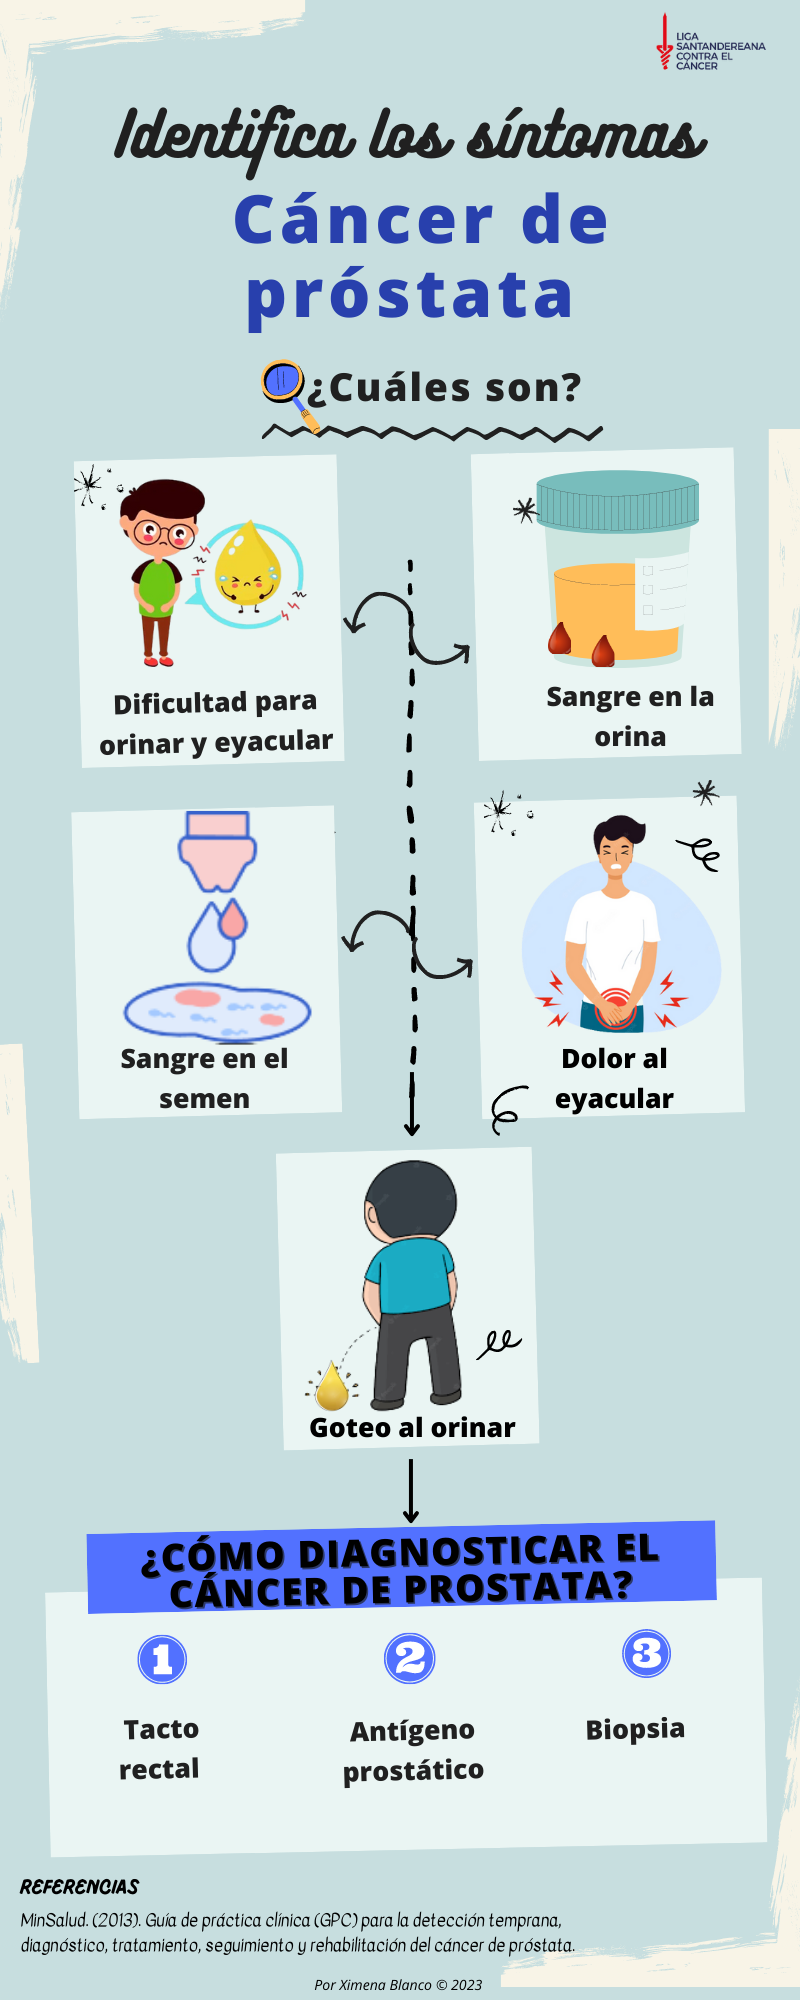 LIGA
SANTANDEREANA
CONTRA EL
CÁNCER
Identifica los síntomas
Cáncer de
próstata
¿Cuáles son?
Dificultad para
orinar y eyacular
Sangre en la
orina
Sangre en el
semen
Dolor al
eyacular
Goteo al orinar
¿CÓMO DIAGNOSTICAR EL
CÁNCER DE PROSTATA?
1
Tacto
rectal
2
Antígeno
prostático
3
Biopsia
REFERENCIAS
MinSalud. (2013). Guía de práctica clínica (GPC) para la detección temprana,
diagnóstico, tratamiento, seguimiento y rehabilitación del cáncer de próstata.
Por Ximena Blanco © 2023